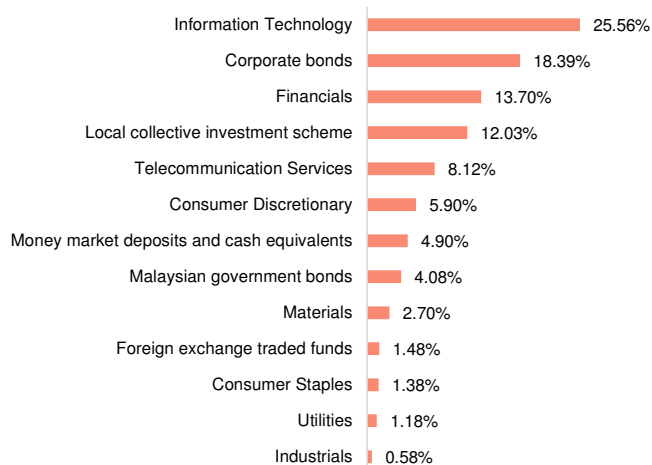 Information Technology 25.56%
Corporate bonds 18.39%
Financials 13.70%
Local collective investment scheme 12.03%
Telecommunication Services 8.12%
Consumer Discretionary 5.90%
Money market deposits and cash equivalents 4.90%
Malaysian government bonds 4.08%
Materials 2.70%
Foreign exchange traded funds 1.48%
Consumer Staples 1.38%
Utilities 1.18%
Industrials 0.58%